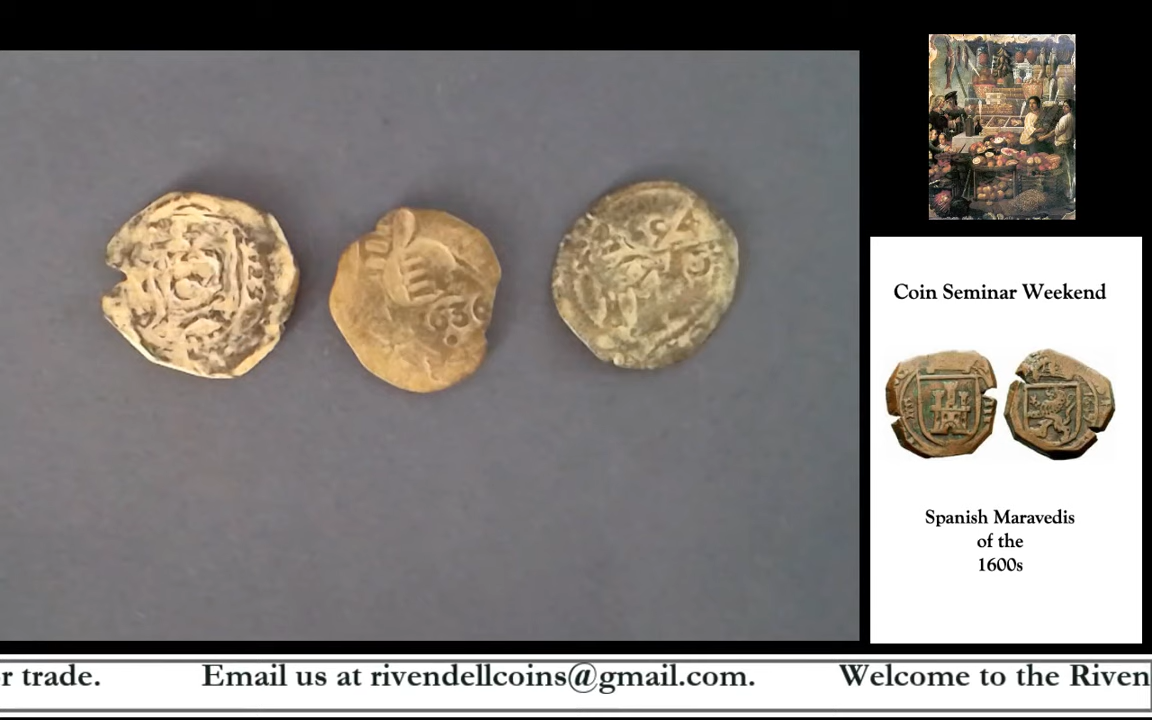 636
Coin Seminar Weekend
Spanish Maravedis
of the
1600s
r trade. Email us at rivendellcoins@gmail.com. Welcome to the Riven